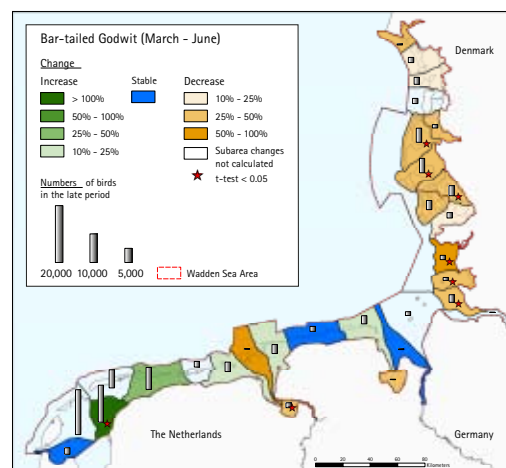 Bar-tailed Godwit (March - June)
Change
Increase
Stable
Decrease
> 100%
50% - 100%
25% - 50%
10% - 25%
10% - 25%
25% - 50%
50% - 100%
Subarea changes
not calculated
t-test < 0.05
Numbers of birds
in the late period
20,000 10,000 5,000
Wadden Sea Area
Denmark
The Netherlands
Germany
0 10 20 40 60 80
Kilometers